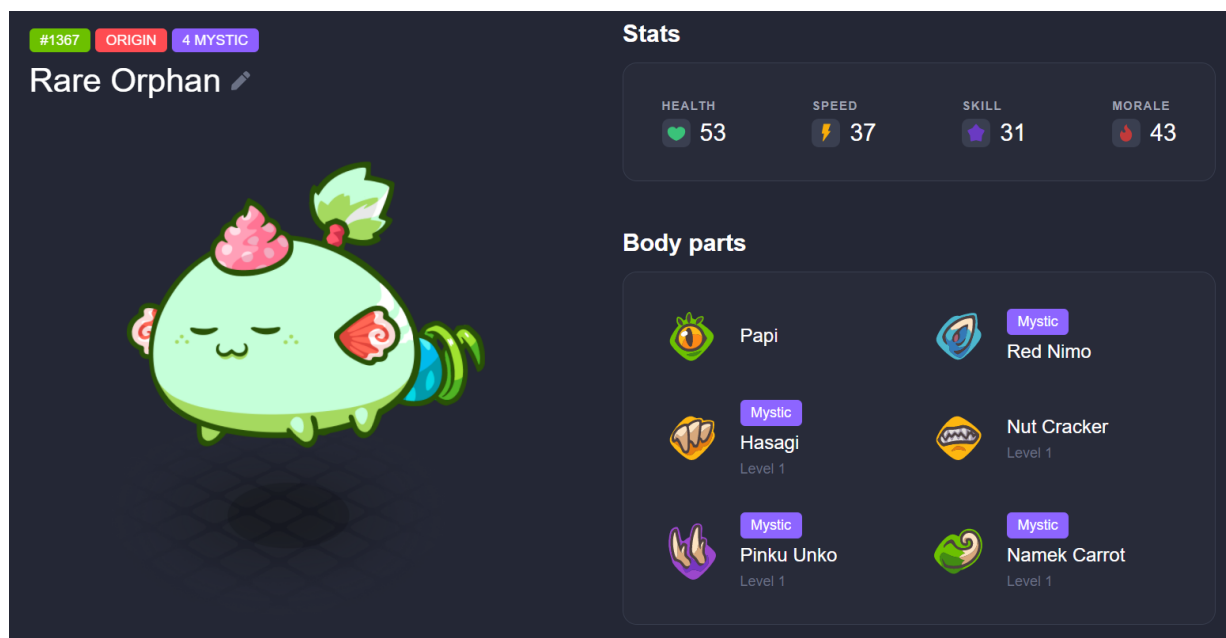 #1367 ORIGIN 4 MYSTIC
Rare Orphan
Stats
HEALTH SPEED SKILL MORALE
53 37 31 43
Body parts
Papi
Mystic
Red Nimo
Mystic
Hasagi
Level 1
Nut Cracker
Level 1
Mystic
Pinku Unko
Level 1
Mystic
Namek Carrot
Level 1